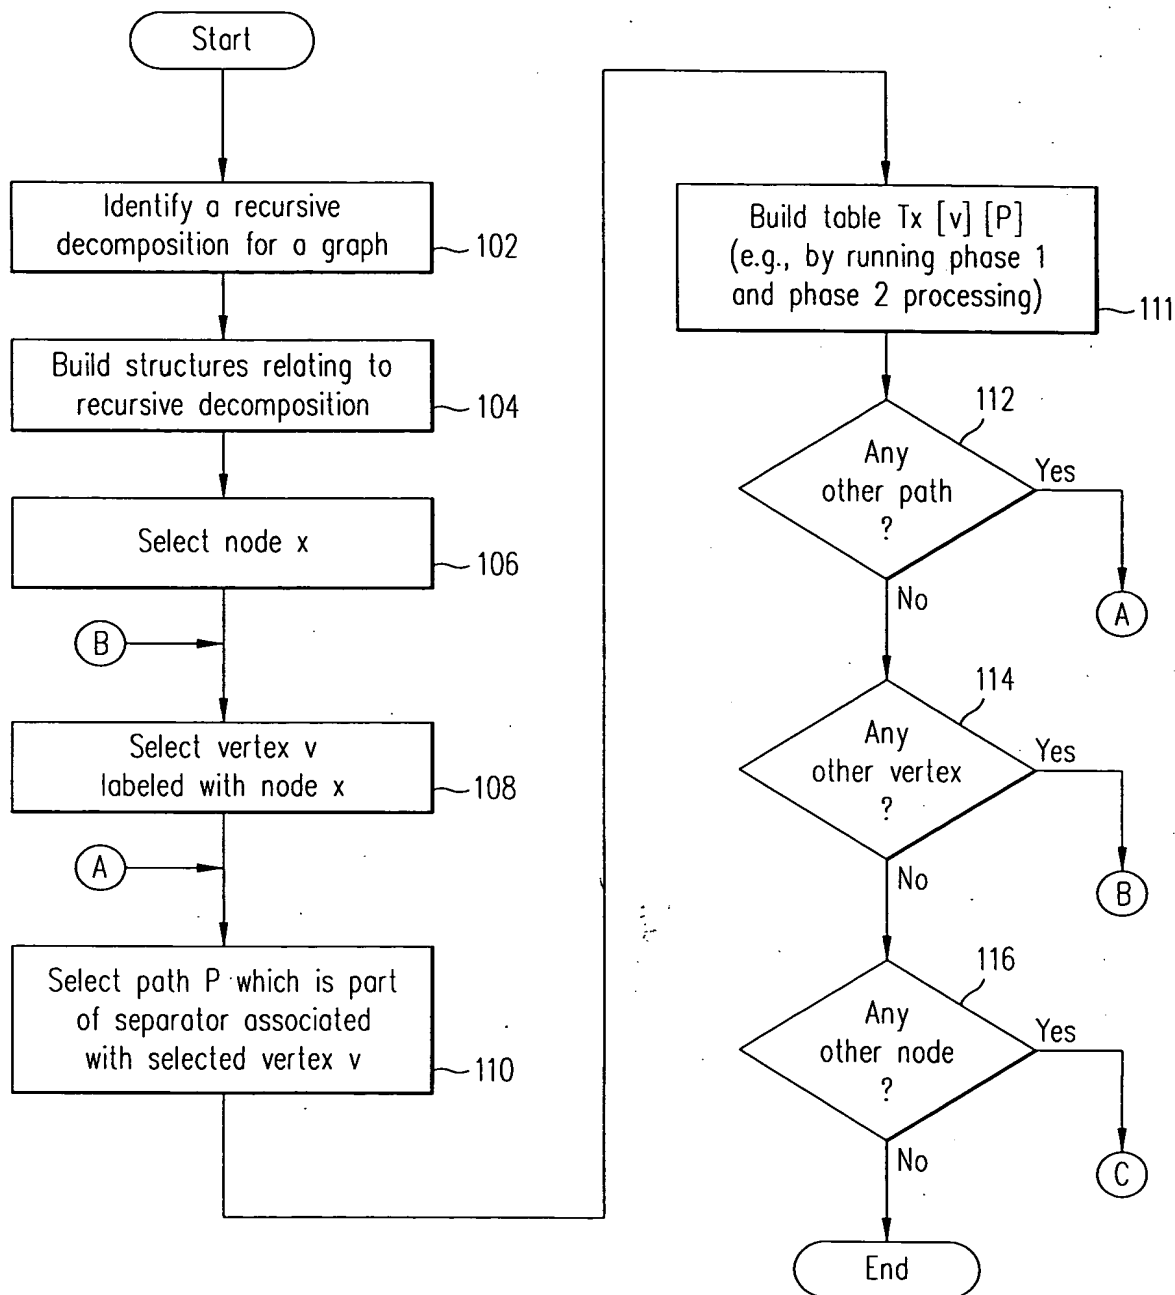 Start
Identify a recursive
decomposition for a graph
102
Build structures relating to
recursive decomposition
104
Select node x
106
B
Select vertex v
labeled with node x
108
A
Select path P which is part
of separator associated
with selected vertex v
110
Build table Tx [v] [P]
(e.g., by running phase 1
and phase 2 processing)
111
112
Any
other path
?
Yes
No
A
114
Any
other vertex
?
Yes
No
B
116
Any
other node
?
Yes
No
C
End